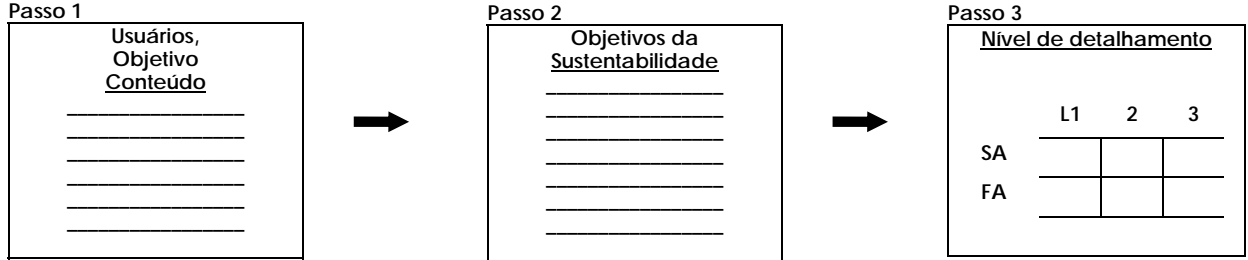 Passo 1
Usuários,
Objetivo
Conteúdo
Passo 2
Objetivos da
Sustentabilidade
Passo 3
Nível de detalhamento
L1 2 3
SA
FA